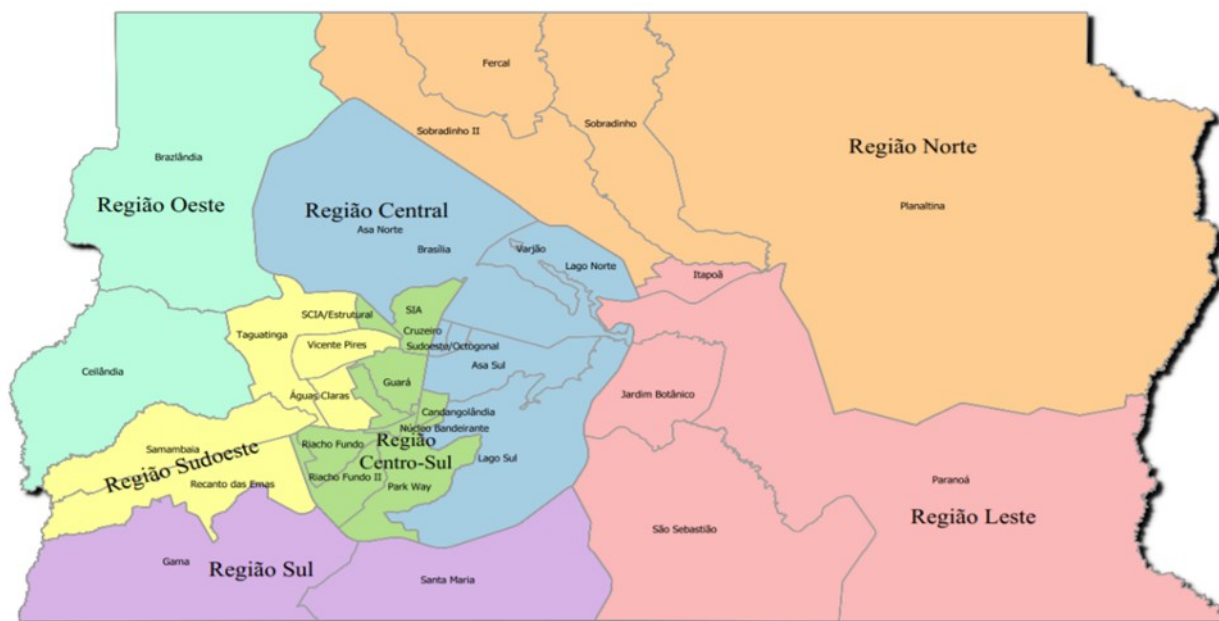 Fercal
Sobradinho II
Sobradinho
Região Norte
Brazlândia
Região Oeste
Região Central
Planaltina
Asa Norte
Brasília
Varjão
Lago Norte
Itapoã
SCIA/Estrutural
SIA
Taguatinga
Cruzeiro
Vicente Pires
Sudoeste/Octogonal
Asa Sul
Ceilândia
Guará
Águas Claras
Jardim Botânico
Candangolândia
Núcleo Bandeirante
Samambaia
Riacho Fundo
Região
Centro-Sul
Região Sudoeste
Lago Sul
Riacho Fundo II
Recanto das Emas
Park Way
Paranoá
Região Leste
São Sebastião
Gama
Região Sul
Santa Maria